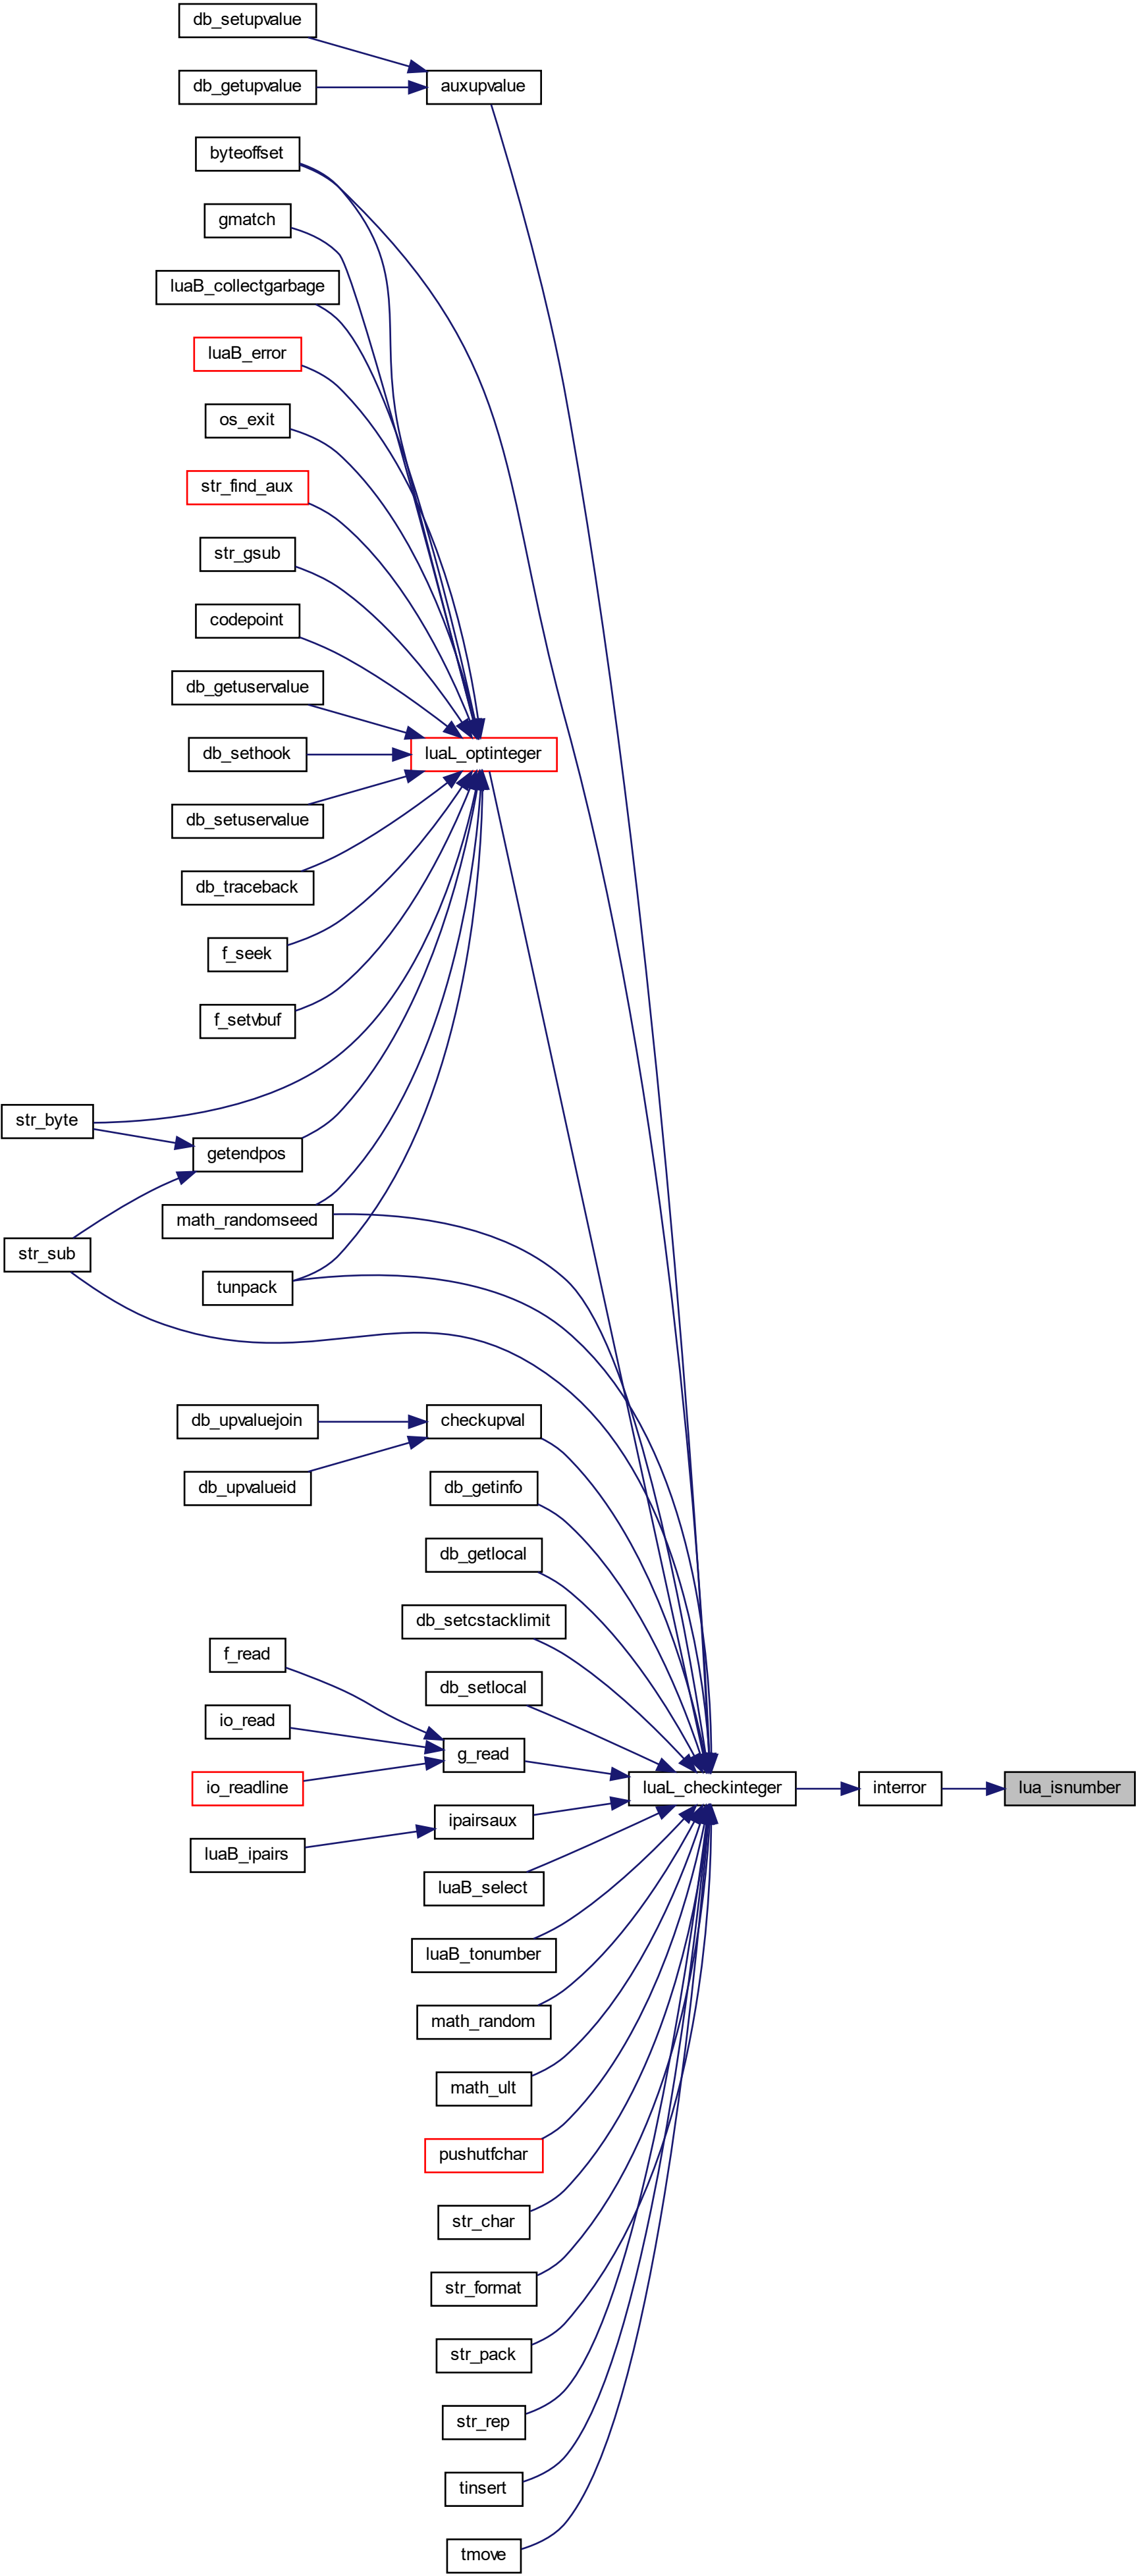 db_setupvalue
db_getupvalue
auxupvalue
byteoffset
gmatch
luaB_collectgarbage
luaB_error
os_exit
str_find_aux
str_gsub
codepoint
db_getuservalue
db_sethook
luaL_optinteger
db_setuservalue
db_traceback
f_seek
f_setvbuf
str_byte
getendpos
math_randomseed
str_sub
tunpack
db_upvaluejoin
checkupval
db_upvalueid
db_getinfo
db_getlocal
db_setcstacklimit
f_read
db_setlocal
io_read
g_read
io_readline
luaL_checkinteger
interror
lua_isnumber
ipairsaux
luaB_ipairs
luaB_select
luaB_tonumber
math_random
math_ult
pushutfchar
str_char
str_format
str_pack
str_rep
tinsert
tmove